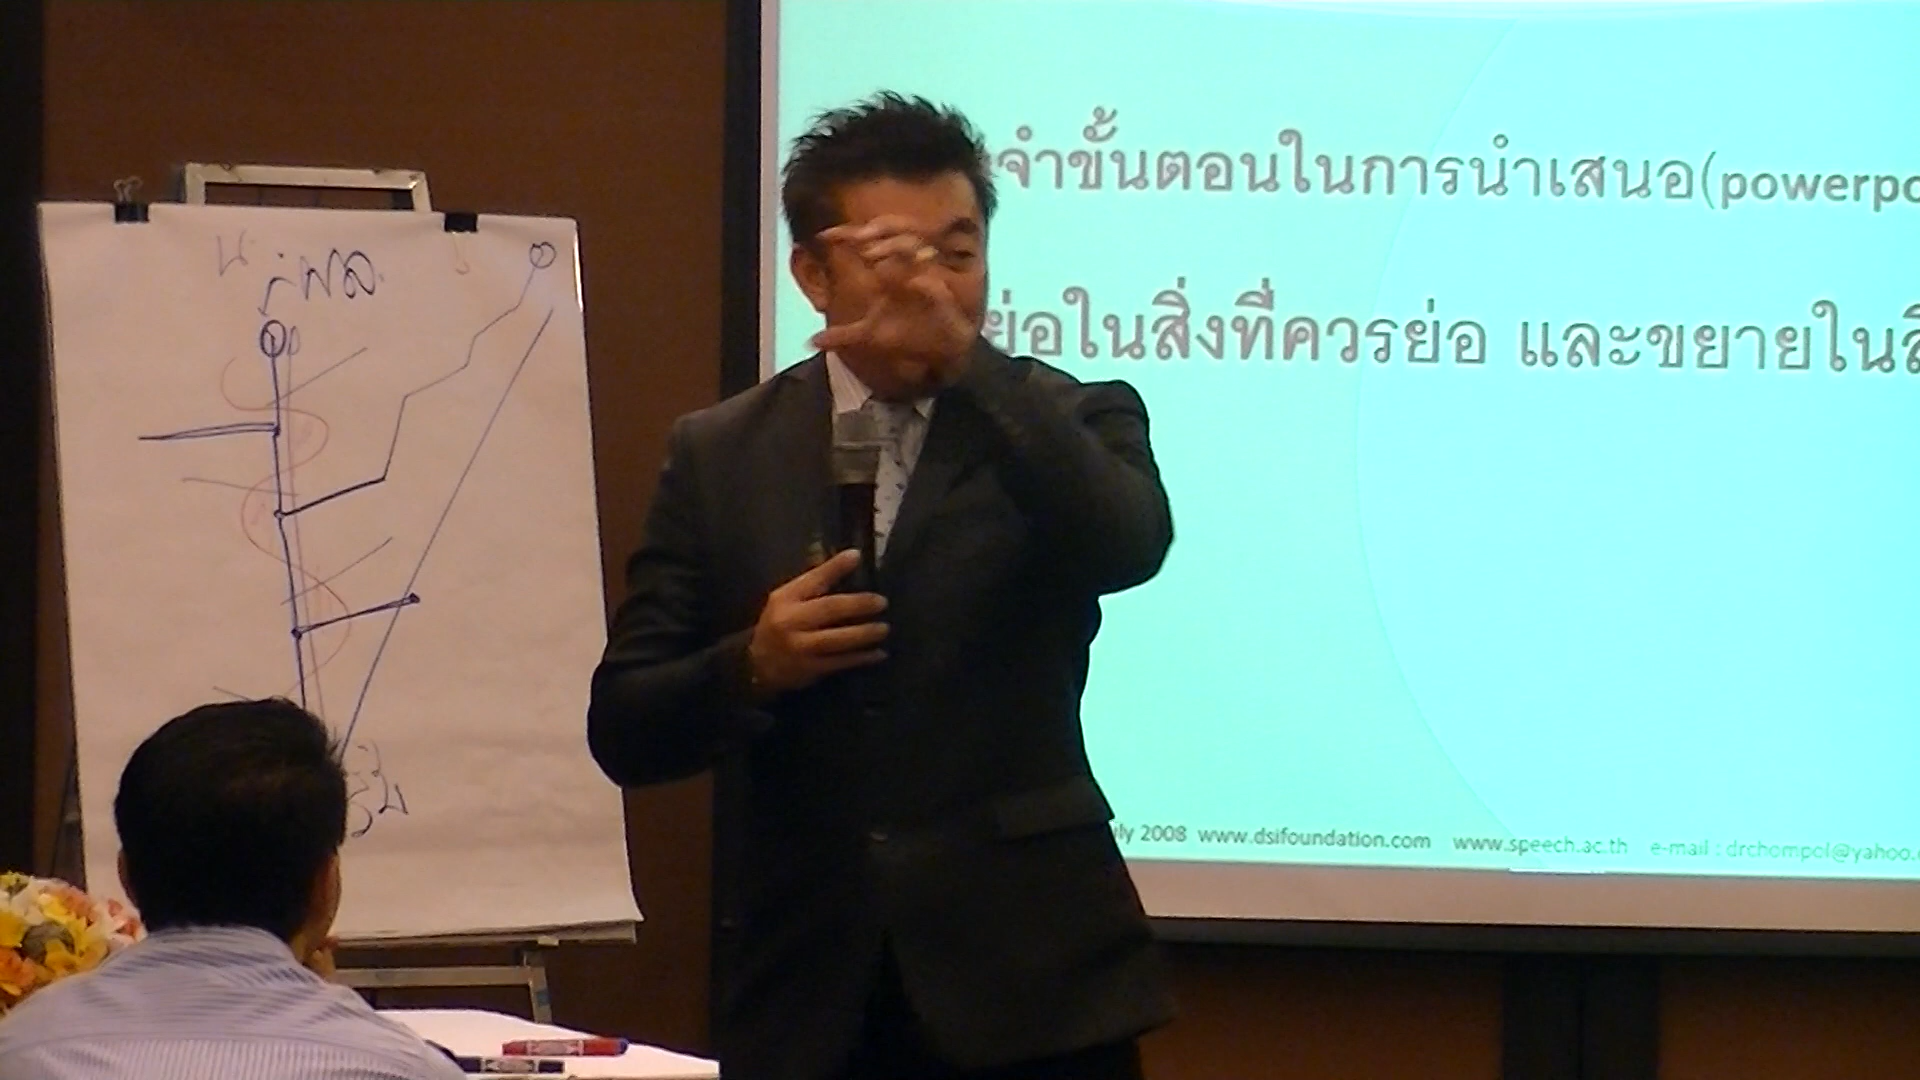 จำขั้นตอนในการนำเสนอ(powerpo
ย่อในสิ่งที่ควรย่อ และขยายในสิ
ly 2008 www.dsifoundation.com www.speech.ac.th e-mail : drchompol@yahoo.